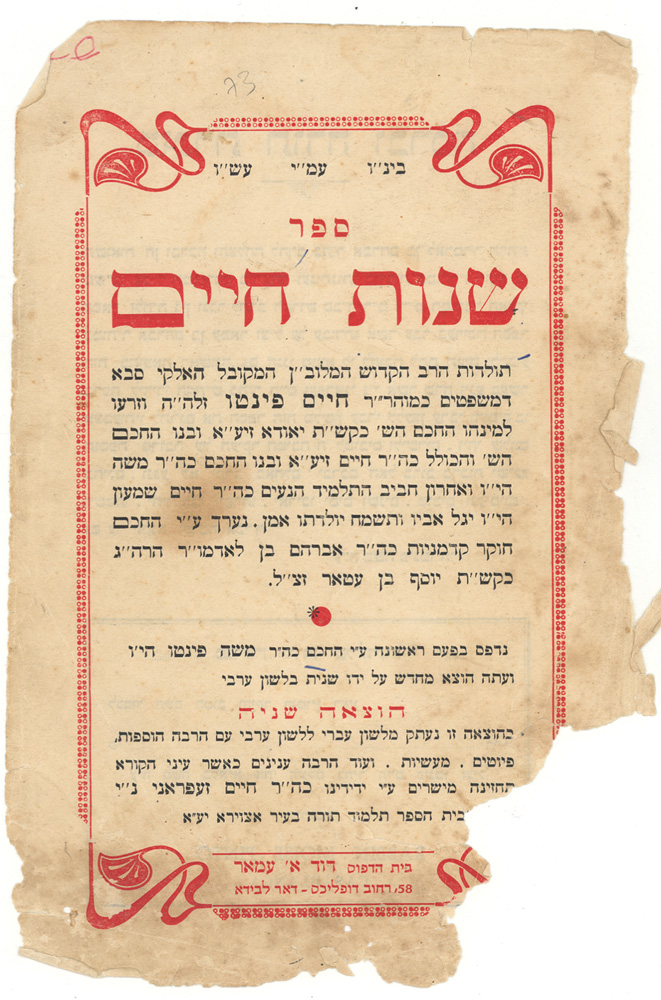 73
בינ''ו עמ''י עש''ו
ספר
שנות חיים
תולדות הרב הקדוש המלוב''ן המקובל האלקי סבא
דמשפטים כמוהר״ר חיים פינטו זלה''ה וזרעו
למינהו החכם הש' כקש''ת יאודא זיע''א ובנו החכם
הש' והכולל כה''ר חיים זיע''א ובנו החכם כה''ר משה
הי''ו ואחרון חביב התלמיד הנעים כה''ר חיים שמעון
הי''ו יגל אביו ותשמח יולדתו אמן. נערך ע''י החכם
חוקר קדמניות כה''ר אברהם בן לאדמו''ר הרה''ג
כקש''ת יוסף בן עטאר זצ''ל.
נדפס בפעם ראשונה ע״י החכם כה״ר משה פינטו הי'ו
ועתה הוצא מחדש על ידו שנית בלשון ערבי
הוצאה שניה
בהוצאה זו נעתק מלשון עברי ללשון ערבי עם הרבה הוספות,
פיוטים . מעשיות . ועוד הרבה ענינים כאשר עיני הקורא
תחזינה מישרים ע״י ידידינו כה''ר חיים זעפראני נ''י
בית הספר תלמוד תורה בעיר אצוירא יע״א
בית הדפוס דוד א' עמאר
58, רחוב דופליכס - דאר לבידא